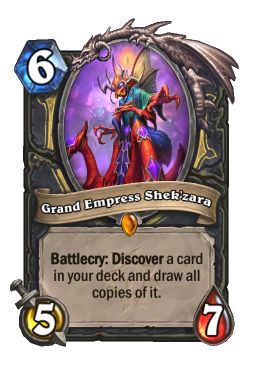 6
Grand Empress Shek'zara
Battlecry: Discover a card
in your deck and draw all
copies of it.
5
7